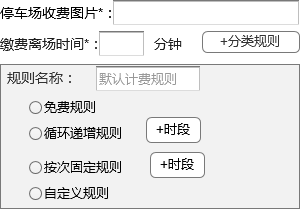 停车场收费图片*：
缴费离场时间*： 分钟 +分类规则
规则名称： 默认计费规则
免费规则
循环递增规则 +时段
按次固定规则 +时段
自定义规则